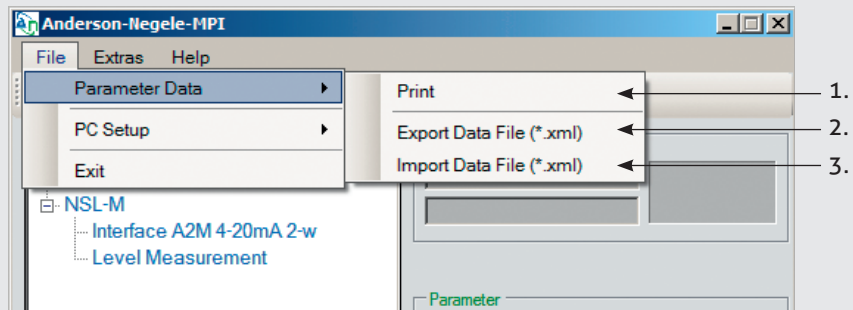 Anderson-Negele-MPI
File Extras Help
Parameter Data
Print
1.
PC Setup
Export Data File (*.xml)
2.
Exit
Import Data File (*.xml)
3.
NSL-M
Interface A2M 4-20mA 2-w
Level Measurement
Parameter